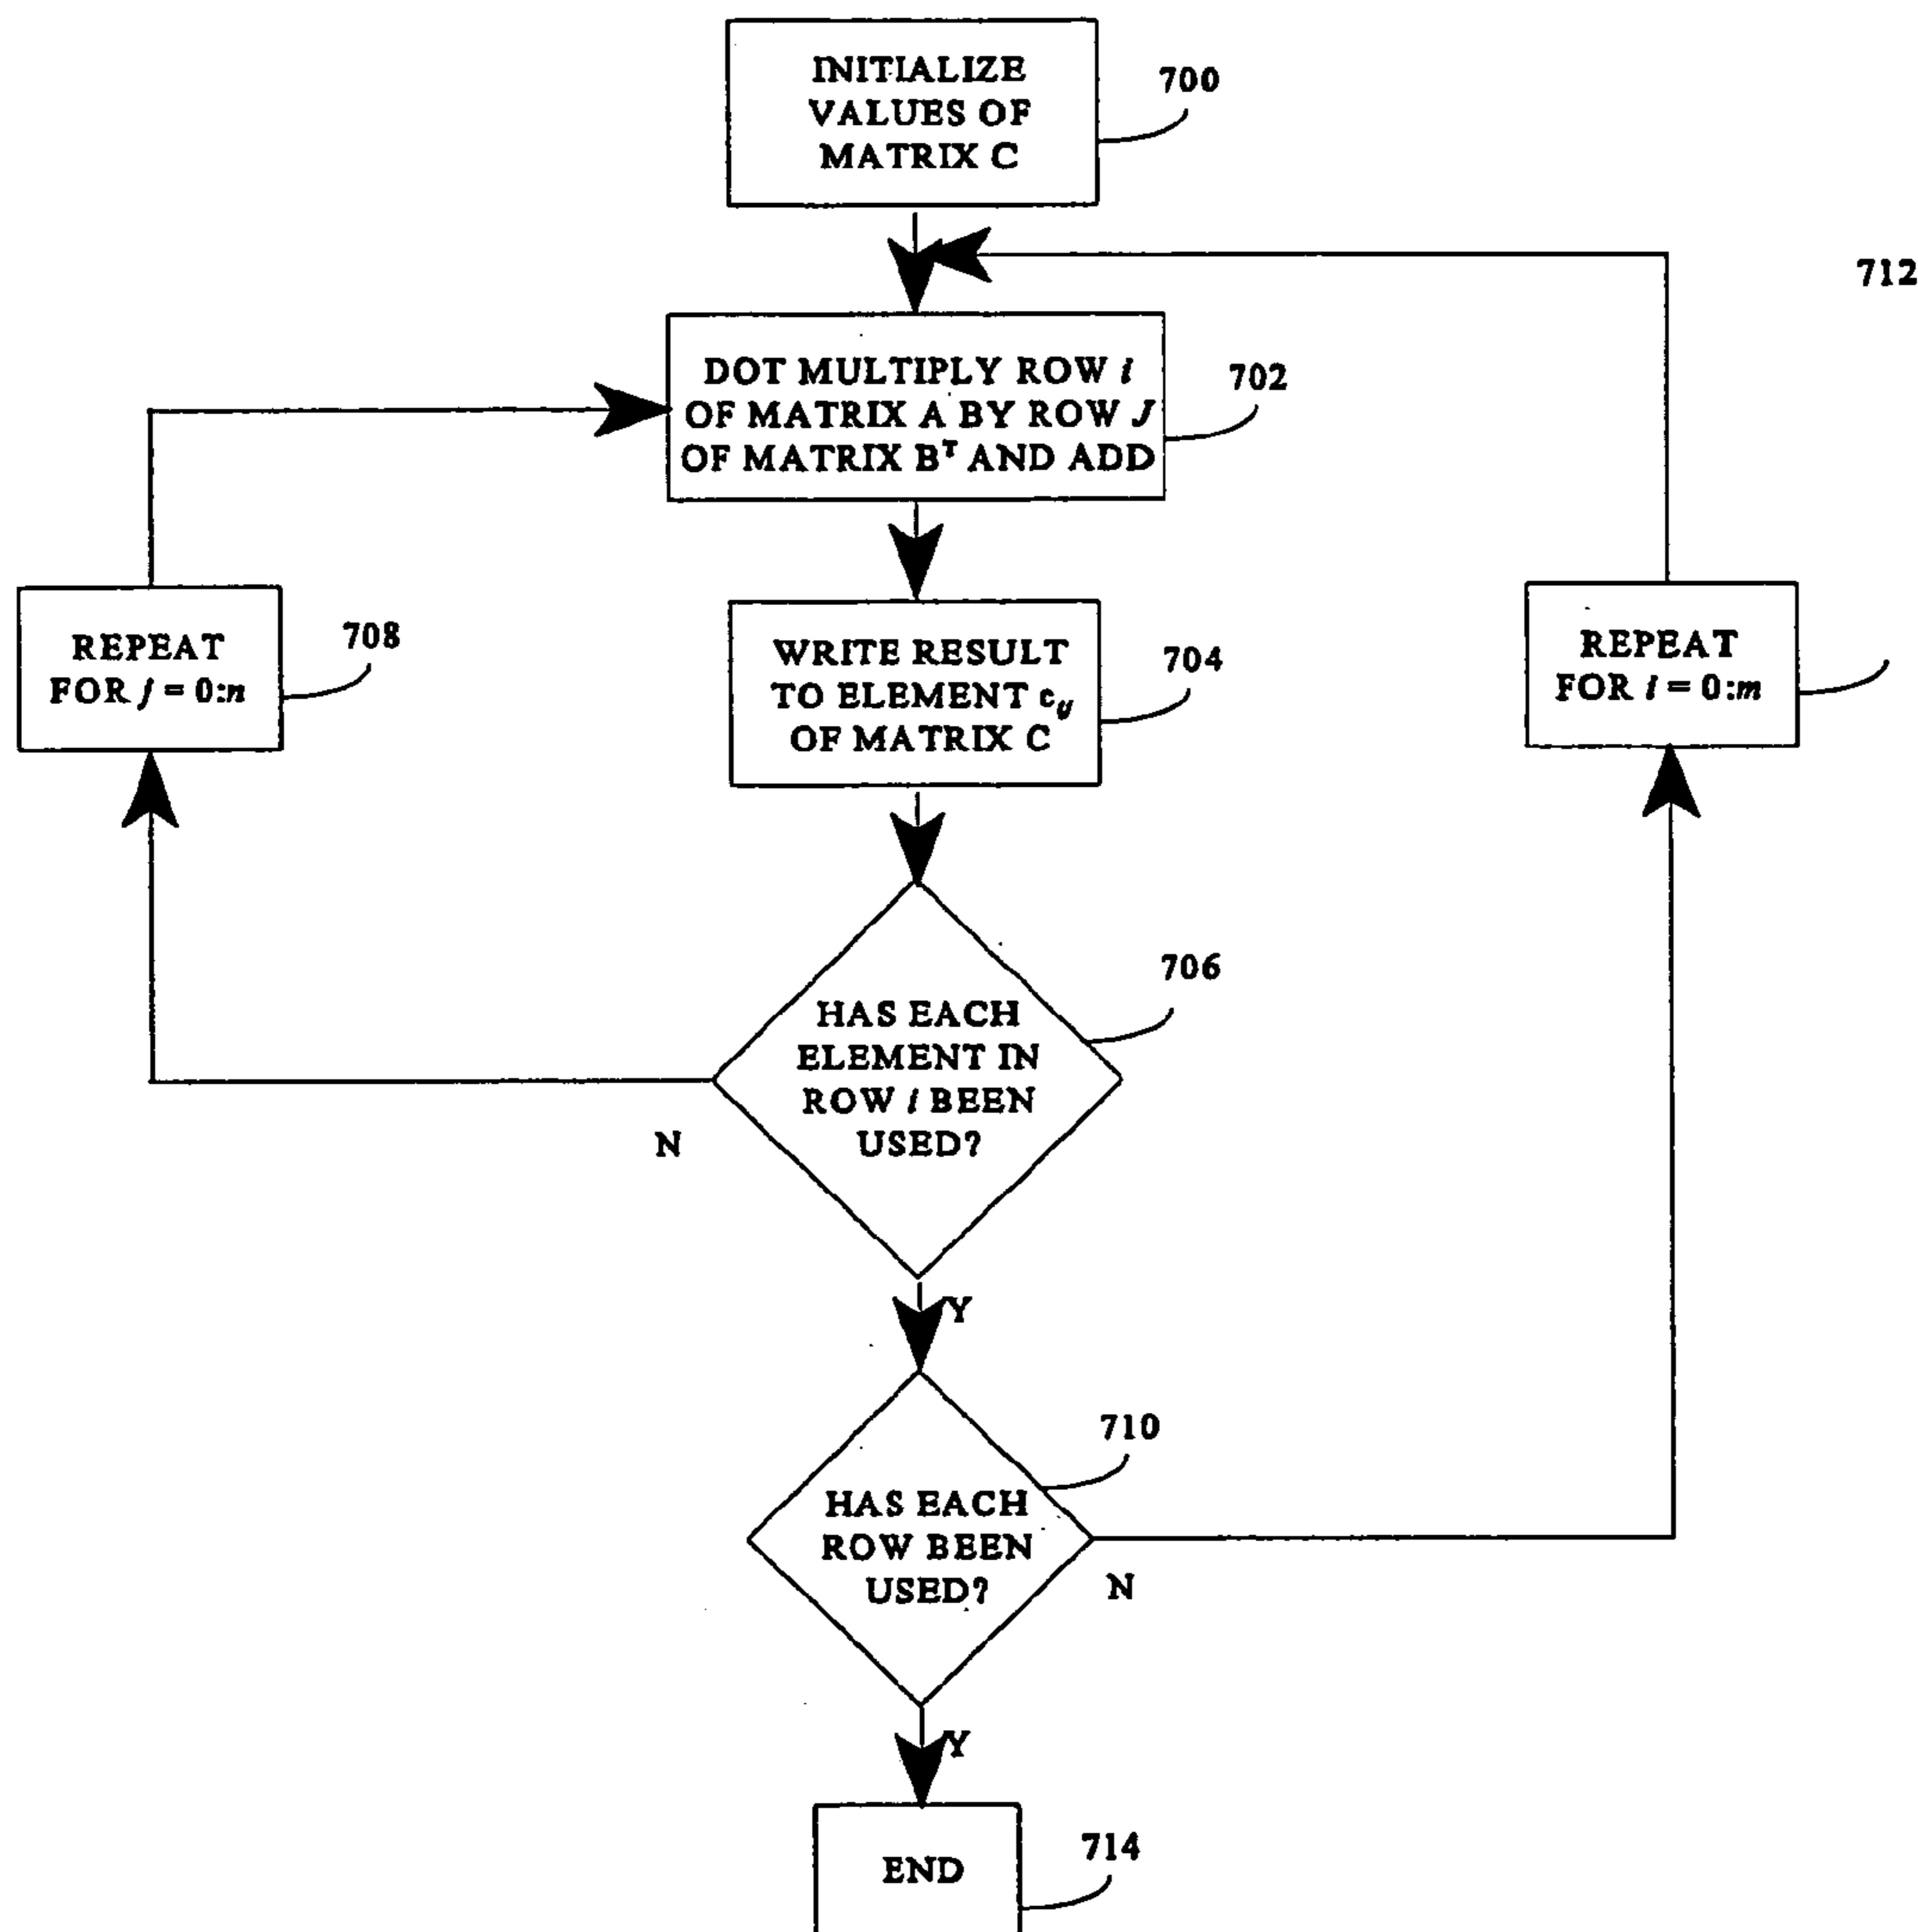 INITIALIZE
VALUES OF
MATRIX C
700
712
DOT MULTIPLY ROW i
OF MATRIX A BY ROW J
OF MATRIX Bᵀ AND ADD
702
REPEAT
FOR j = 0:n
708
WRITE RESULT
TO ELEMENT cᵢⱼ
OF MATRIX C
704
REPEAT
FOR i = 0:m
HAS EACH
ELEMENT IN
ROW i BEEN
USED?
706
N
Y
HAS EACH
ROW BEEN
USED?
710
N
Y
END
714